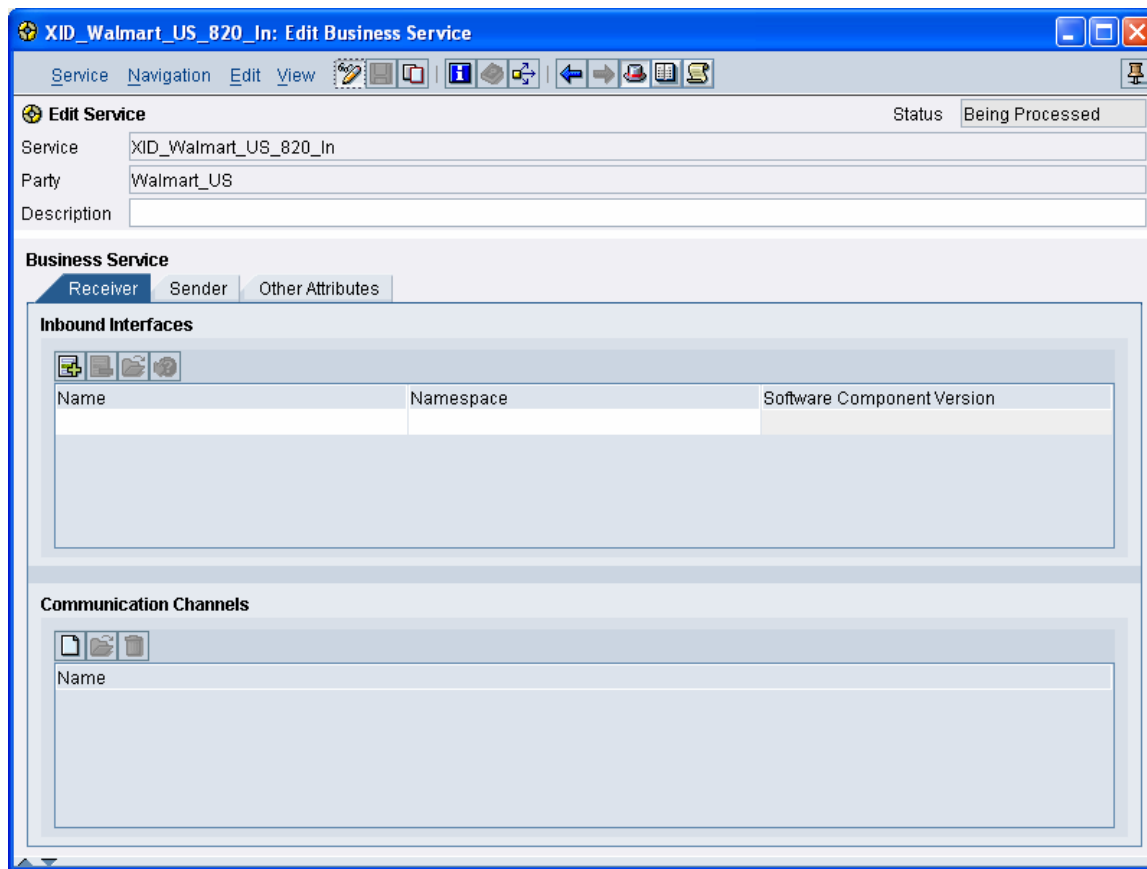 XID_Walmart_US_820_In: Edit Business Service
Service Navigation Edit View
Edit Service Status Being Processed
Service XID_Walmart_US_820_In
Party Walmart_US
Description
Business Service
Receiver Sender Other Attributes
Inbound Interfaces
Name Namespace Software Component Version
Communication Channels
Name